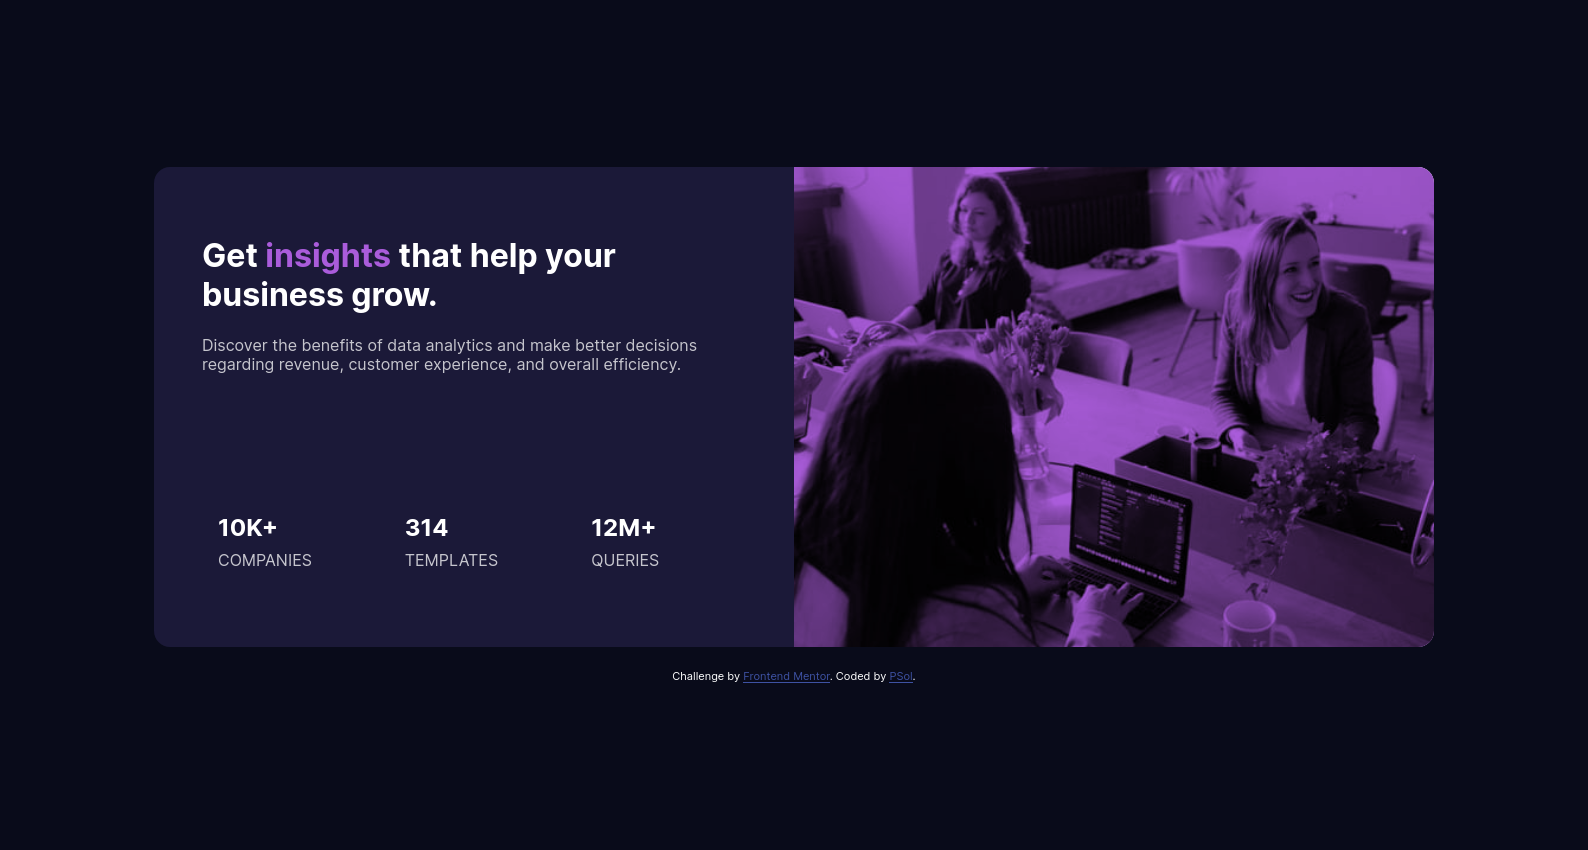 Get insights that help your
business grow.
Discover the benefits of data analytics and make better decisions
regarding revenue, customer experience, and overall efficiency.
10K+
COMPANIES
314
TEMPLATES
12M+
QUERIES
Challenge by Frontend Mentor. Coded by PSol.